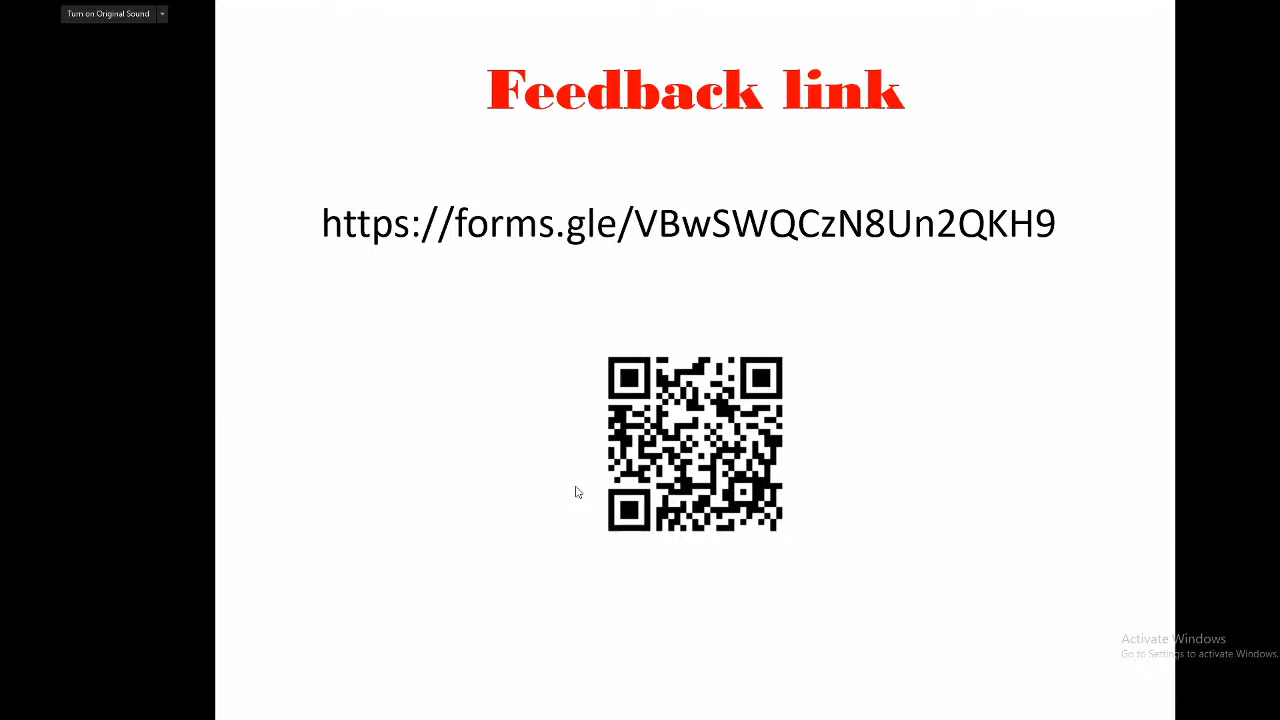 Turn on Original Sound
Feedback link
https://forms.gle/VBwSWQCzN8Un2QKH9
Activate Windows
Go to Settings to activate Windows.